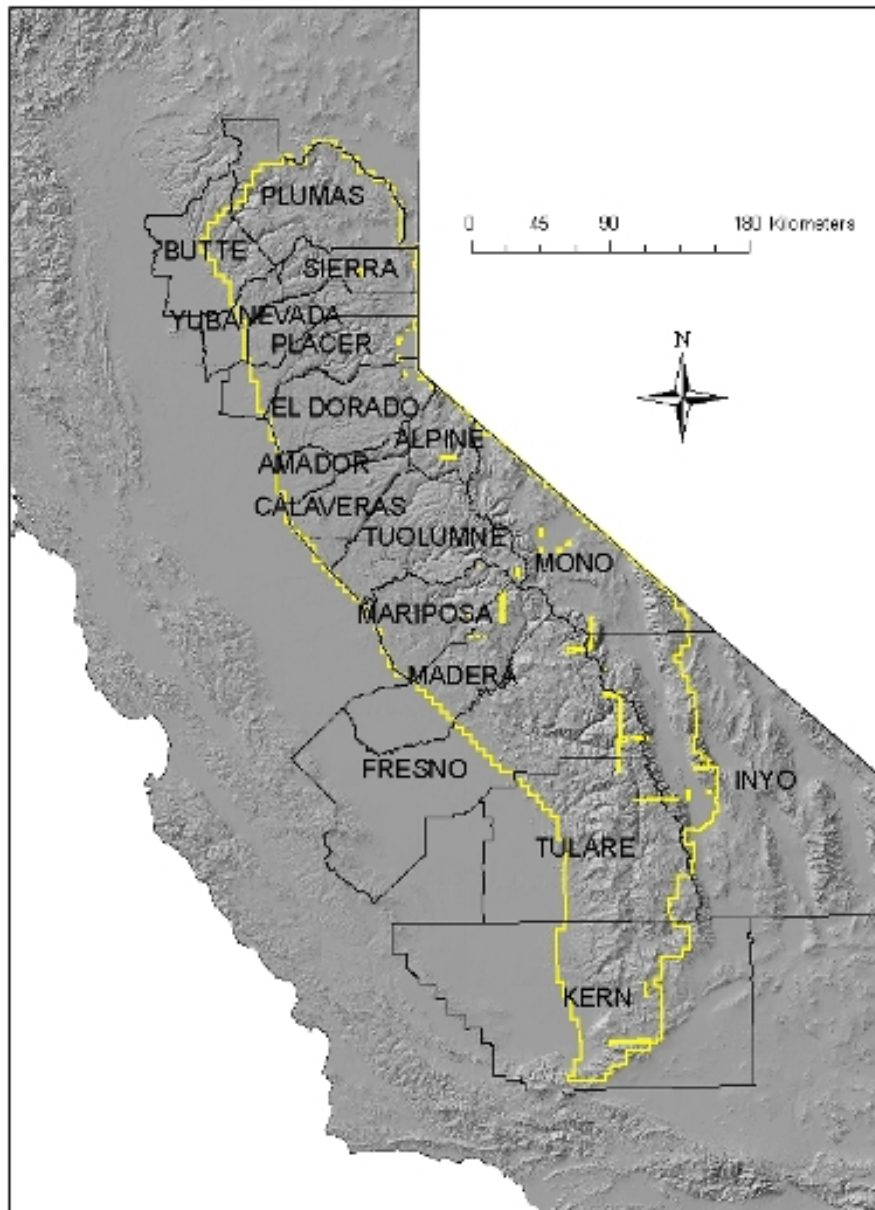 PLUMAS
0 45 90 180 Kilometers
BUTTE
SIERRA
YUBA NEVADA
PLACER
N
EL DORADO
ALPINE
AMADOR
CALAVERAS
TUOLUMNE
MONO
MARIPOSA
MADERA
FRESNO
INYO
TULARE
KERN